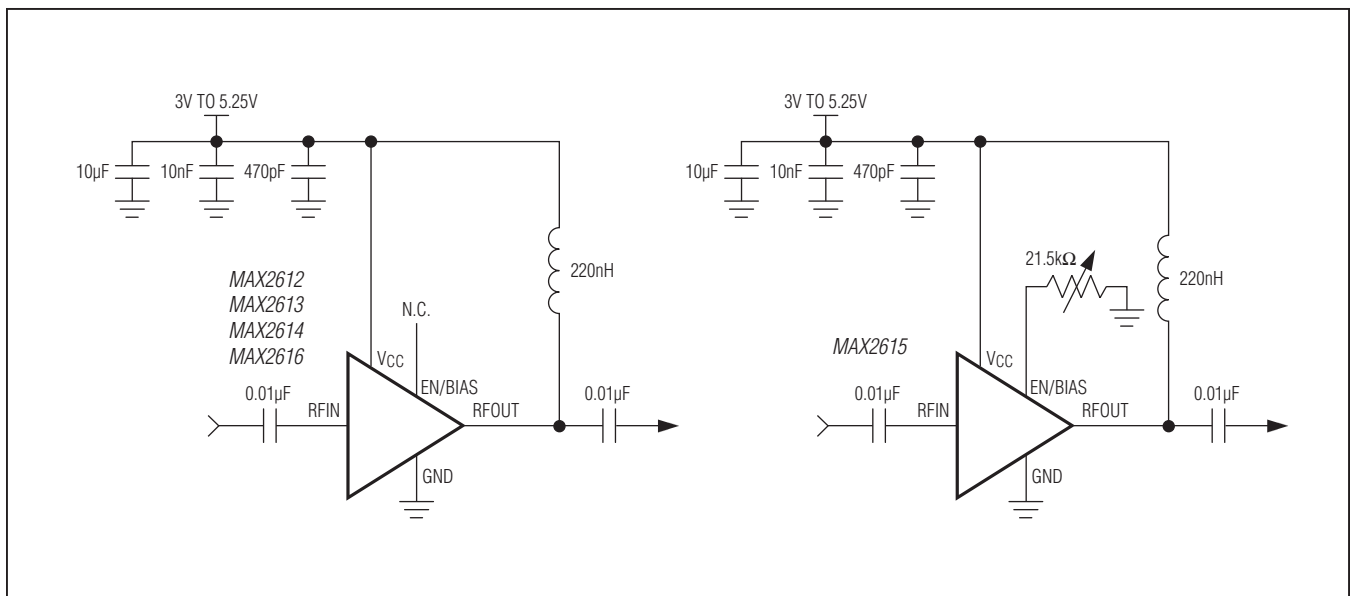 3V TO 5.25V
10µF
10nF
470pF
220nH
MAX2612
MAX2613
MAX2614
MAX2616
N.C.
VCC
EN/BIAS
0.01µF
RFIN
RFOUT
0.01µF
GND
3V TO 5.25V
10µF
10nF
470pF
21.5kΩ
220nH
MAX2615
VCC
EN/BIAS
0.01µF
RFIN
RFOUT
0.01µF
GND